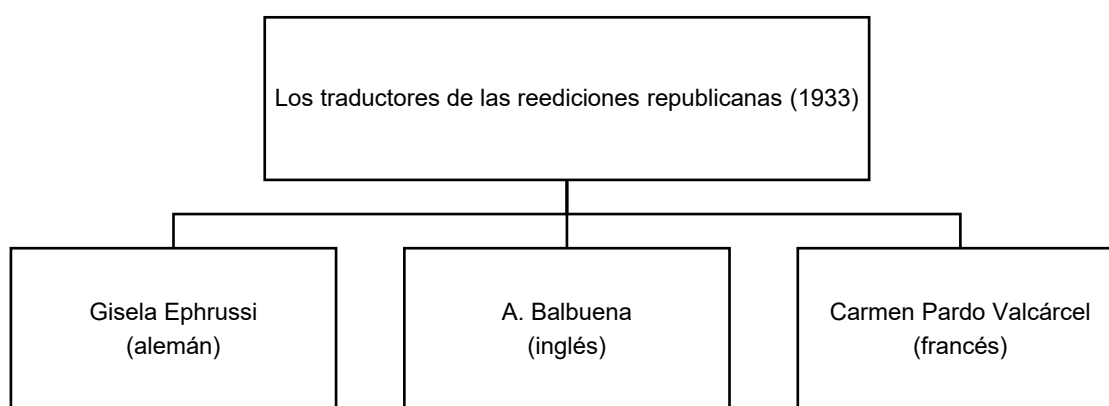 Los traductores de las reediciones republicanas (1933)
Gisela Ephrussi
(alemán)
A. Balbuena
(inglés)
Carmen Pardo Valcárcel
(francés)